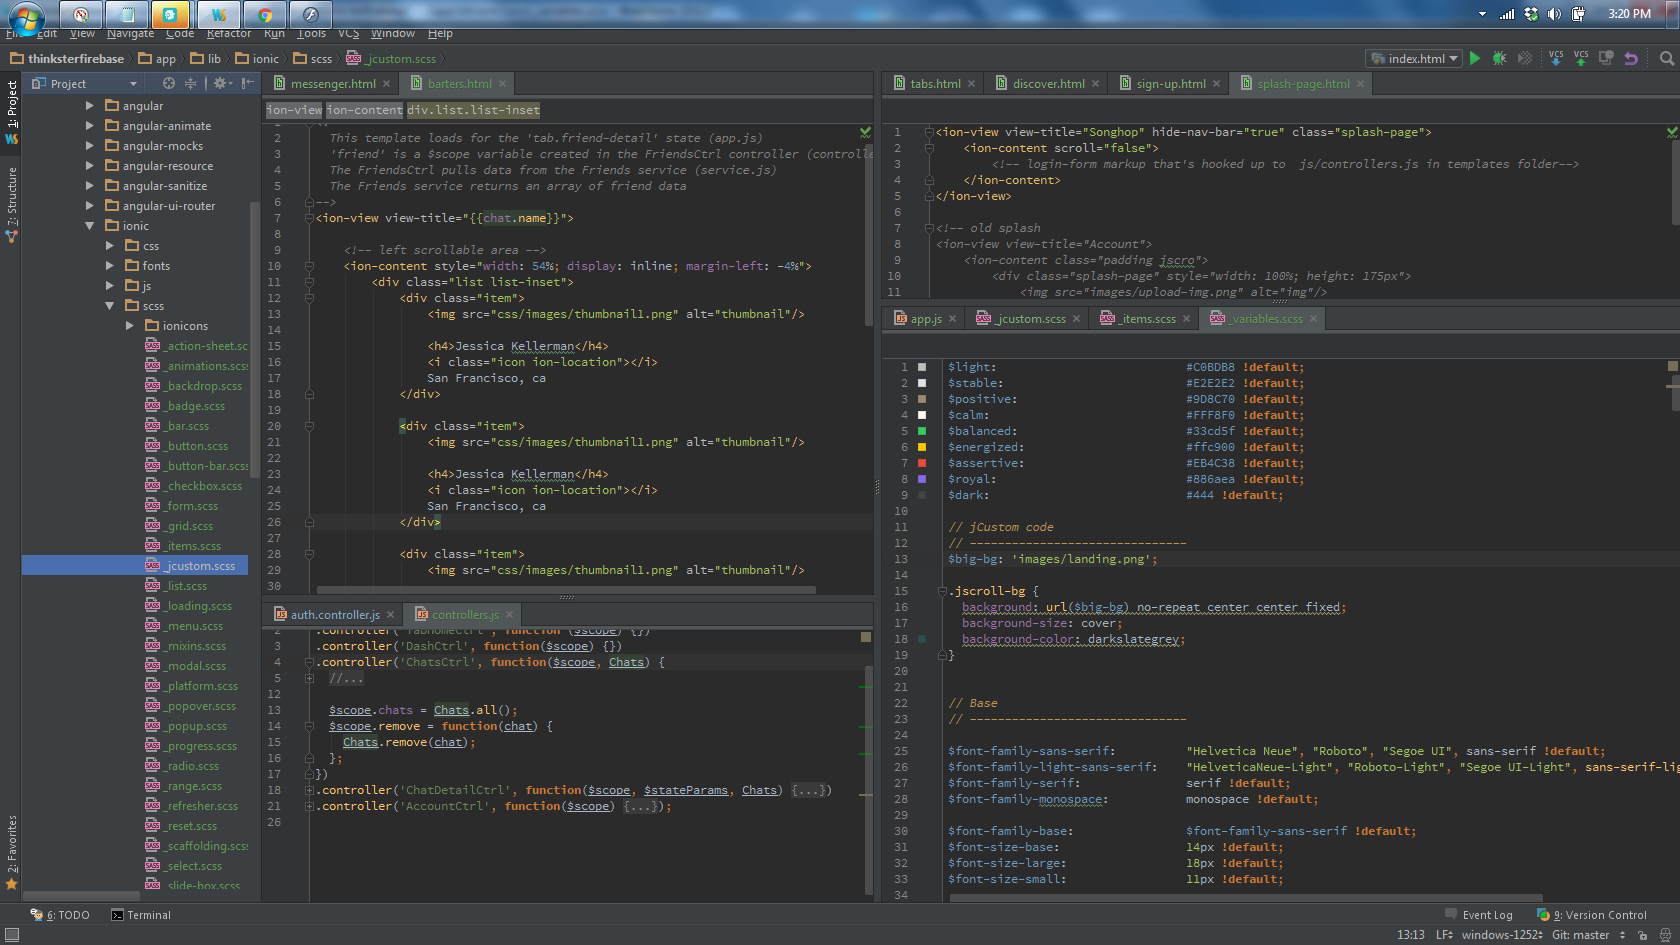 3:20 PM
File Edit View Navigate Code Refactor Run Tools VCS Window Help
thinksterfirebase app lib ionic scss _jcustom.scss
index.html
VCS VCS
1: Project
7: Structure
2: Favorites
Project
angular
angular-animate
angular-mocks
angular-resource
angular-sanitize
angular-ui-router
ionic
css
fonts
js
scss
ionicons
_action-sheet.sc
_animations.scss
_backdrop.scss
_badge.scss
_bar.scss
_button.scss
_button-bar.scss
_checkbox.scss
_form.scss
_grid.scss
_items.scss
_jcustom.scss
_list.scss
_loading.scss
_menu.scss
_mixins.scss
_modal.scss
_platform.scss
_popover.scss
_popup.scss
_progress.scss
_radio.scss
_range.scss
_refresher.scss
_reset.scss
_scaffolding.scss
_select.scss
_slide-box.scss
messenger.html barters.html
ion-view ion-content div.list.list-inset
2 This template loads for the 'tab.friend-detail' state (app.js)
3 'friend' is a $scope variable created in the FriendsCtrl controller (controlle
4 The FriendsCtrl pulls data from the Friends service (service.js)
5 The Friends service returns an array of friend data
6 -->
7 <ion-view view-title="{{chat.name}}">
8
9 <!-- left scrollable area -->
10 <ion-content style="width: 54%; display: inline; margin-left: -4%">
11 <div class="list list-inset">
12 <div class="item">
13 <img src="css/images/thumbnail1.png" alt="thumbnail"/>
14
15 <h4>Jessica Kellerman</h4>
16 <i class="icon ion-location"></i>
17 San Francisco, ca
18 </div>
19
20 <div class="item">
21 <img src="css/images/thumbnail1.png" alt="thumbnail"/>
22
23 <h4>Jessica Kellerman</h4>
24 <i class="icon ion-location"></i>
25 San Francisco, ca
26 </div>
27
28 <div class="item">
29 <img src="css/images/thumbnail1.png" alt="thumbnail"/>
30
auth.controller.js controllers.js
2 .controller('TabhomeCtrl', function ($scope) {})
3 .controller('DashCtrl', function($scope) {})
4 .controller('ChatsCtrl', function($scope, Chats) {
5 //...
12
13 $scope.chats = Chats.all();
14 $scope.remove = function(chat) {
15 Chats.remove(chat);
16 };
17 })
18 .controller('ChatDetailCtrl', function($scope, $stateParams, Chats) {...})
21 .controller('AccountCtrl', function($scope) {...});
26
tabs.html discover.html sign-up.html splash-page.html
1 <ion-view view-title="Songhop" hide-nav-bar="true" class="splash-page">
2 <ion-content scroll="false">
3 <!-- login-form markup that's hooked up to  js/controllers.js in templates folder-->
4 </ion-content>
5 </ion-view>
6
7 <!-- old splash
8 <ion-view view-title="Account">
9 <ion-content class="padding jscro">
10 <div class="splash-page" style="width: 100%; height: 175px">
11 <img src="images/upload-img.png" alt="img"/>
app.js _jcustom.scss _items.scss _variables.scss
1 $light: #C0BDB8 !default;
2 $stable: #E2E2E2 !default;
3 $positive: #9D8C70 !default;
4 $calm: #FFF8F0 !default;
5 $balanced: #33cd5f !default;
6 $energized: #ffc900 !default;
7 $assertive: #EB4C38 !default;
8 $royal: #886aea !default;
9 $dark: #444 !default;
10
11 // jCustom code
12 // -------------------------------
13 $big-bg: 'images/landing.png';
14
15 .jscroll-bg {
16 background: url($big-bg) no-repeat center center fixed;
17 background-size: cover;
18 background-color: darkslategrey;
19 }
20
21
22 // Base
23 // -------------------------------
24
25 $font-family-sans-serif: "Helvetica Neue", "Roboto", "Segoe UI", sans-serif !default;
26 $font-family-light-sans-serif: "HelveticaNeue-Light", "Roboto-Light", "Segoe UI-Light", sans-serif-lig
27 $font-family-serif: serif !default;
28 $font-family-monospace: monospace !default;
29
30 $font-family-base: $font-family-sans-serif !default;
31 $font-size-base: 14px !default;
32 $font-size-large: 18px !default;
33 $font-size-small: 11px !default;
34
6: TODO Terminal
Event Log 9: Version Control
13:13 LF windows-1252 Git: master